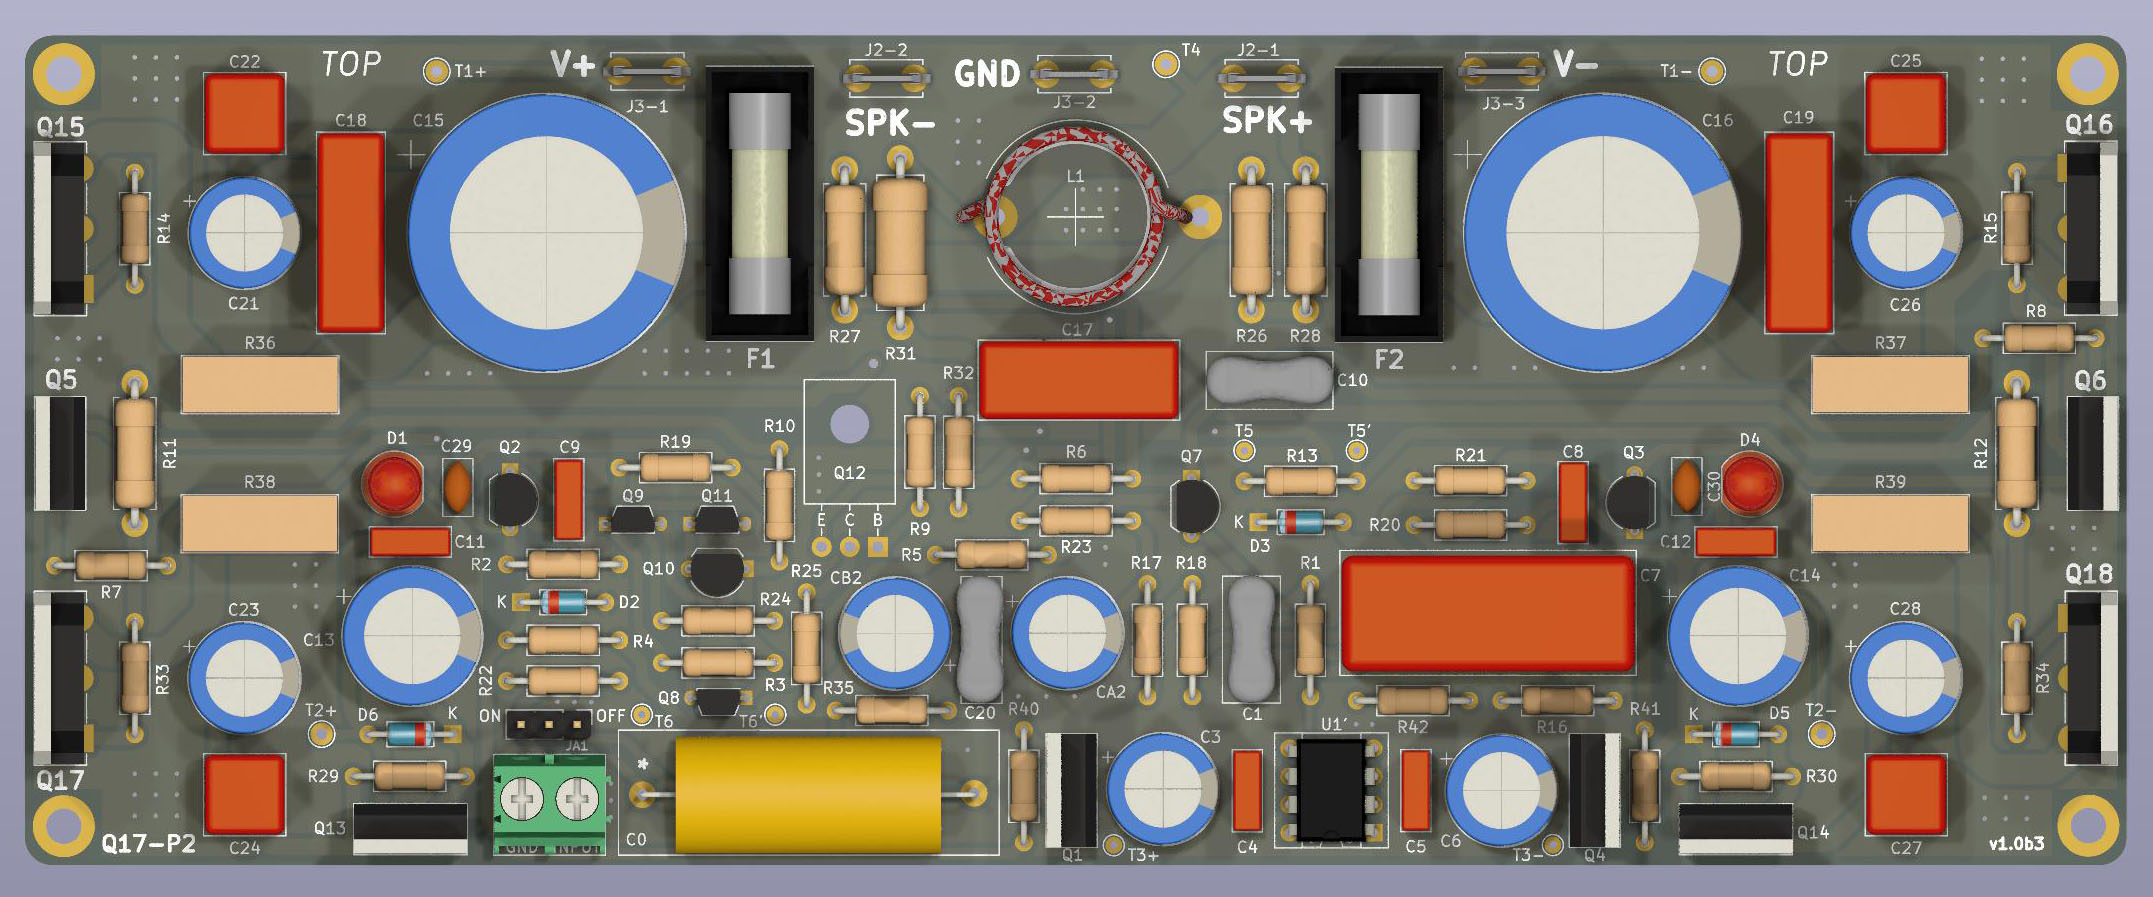 C22
TOP
T1+
V+
J2-2
GND
T4
J2-1
V-
T1-
TOP
C25
J3-1
J3-2
J3-3
Q15
C18
C15
SPK-
SPK+
C16
C19
Q16
L1
R14
R15
C21
C26
R27
R31
R26
R28
R8
C17
R36
F1
F2
R37
Q5
R32
C10
Q6
D1
C29
Q2
C9
R19
R10
T5
T5'
R11
R6
Q7
R13
R21
C8
Q3
D4
R12
Q12
R38
Q9
Q11
C30
R39
E
C
B
R9
K
D3
R20
C11
R23
C12
R2
Q10
R5
R7
R25
CB2
R17
R18
R1
C7
C14
Q18
K
D2
R24
C23
C28
C13
R4
R33
R22
R3
R35
Q8
CA2
R34
T2+
D6
K
ON
OFF
T6
T6'
C20
C1
R40
U1'
R42
R16
R41
K
D5
T2-
JA1
C3
Q17
*
R29
R30
Q13
Q14
Q17-P2
C24
GND
INPUT
C0
Q1
T3+
C4
C5
C6
T3-
Q4
C27
v1.0b3